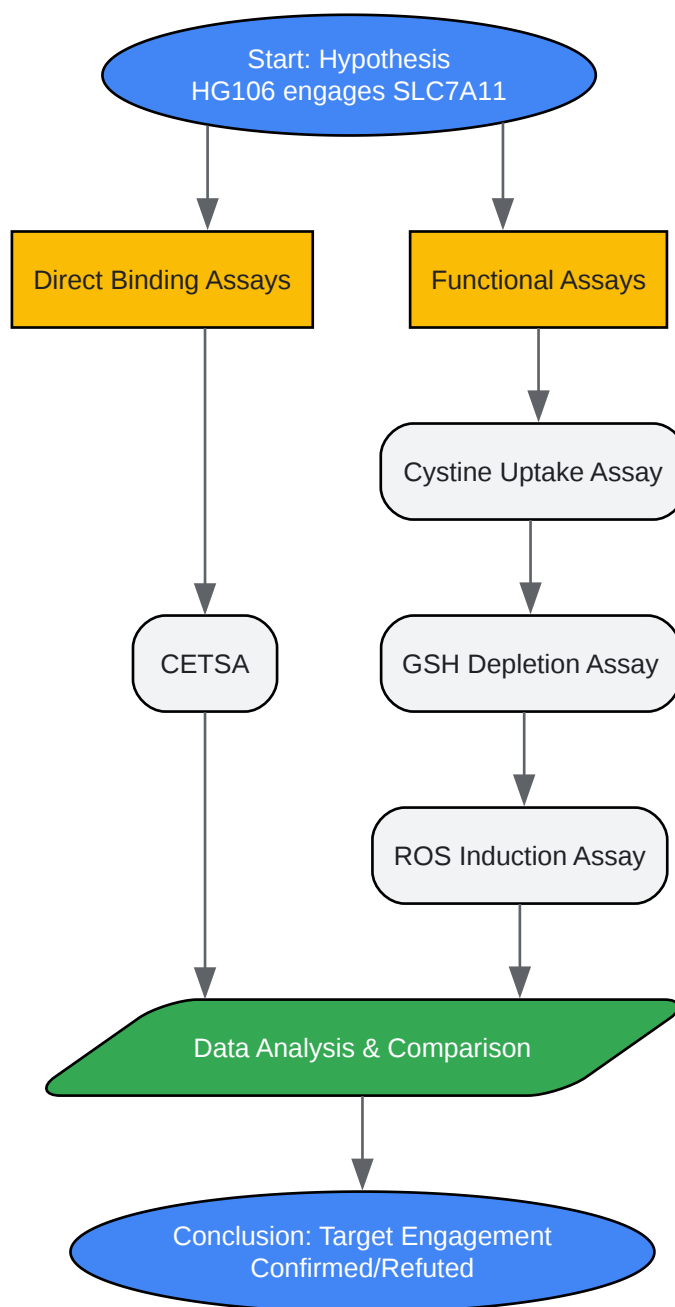 Start: Hypothesis
HG106 engages SLC7A11
Direct Binding Assays
Functional Assays
Cystine Uptake Assay
CETSA
GSH Depletion Assay
ROS Induction Assay
Data Analysis & Comparison
Conclusion: Target Engagement
Confirmed/Refuted